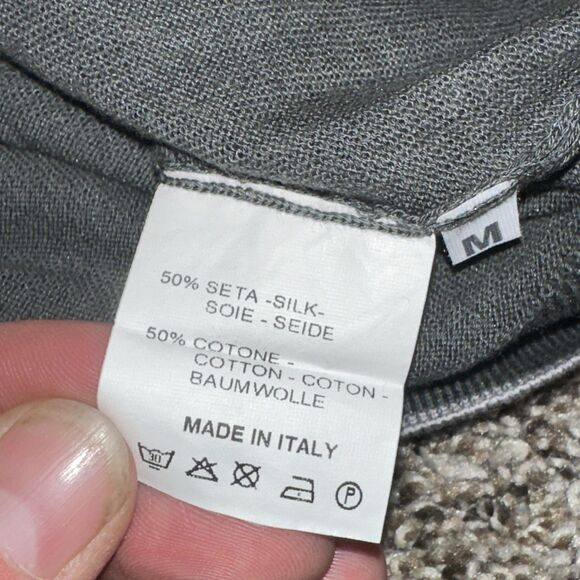 50% SETA -SILK-
SOIE - SEIDE
50% COTONE -
COTTON - COTON -
BAUMWOLLE
MADE IN ITALY
30
P
M